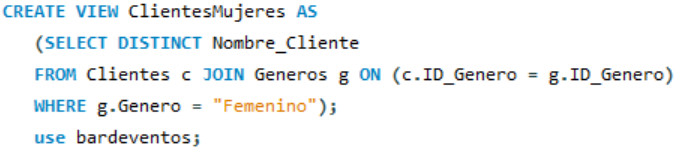 CREATE VIEW ClientesMujeres AS
(SELECT DISTINCT Nombre_Cliente
FROM Clientes c JOIN Generos g ON (c.ID_Genero = g.ID_Genero)
WHERE g.Genero = "Femenino");
use bardeventos;